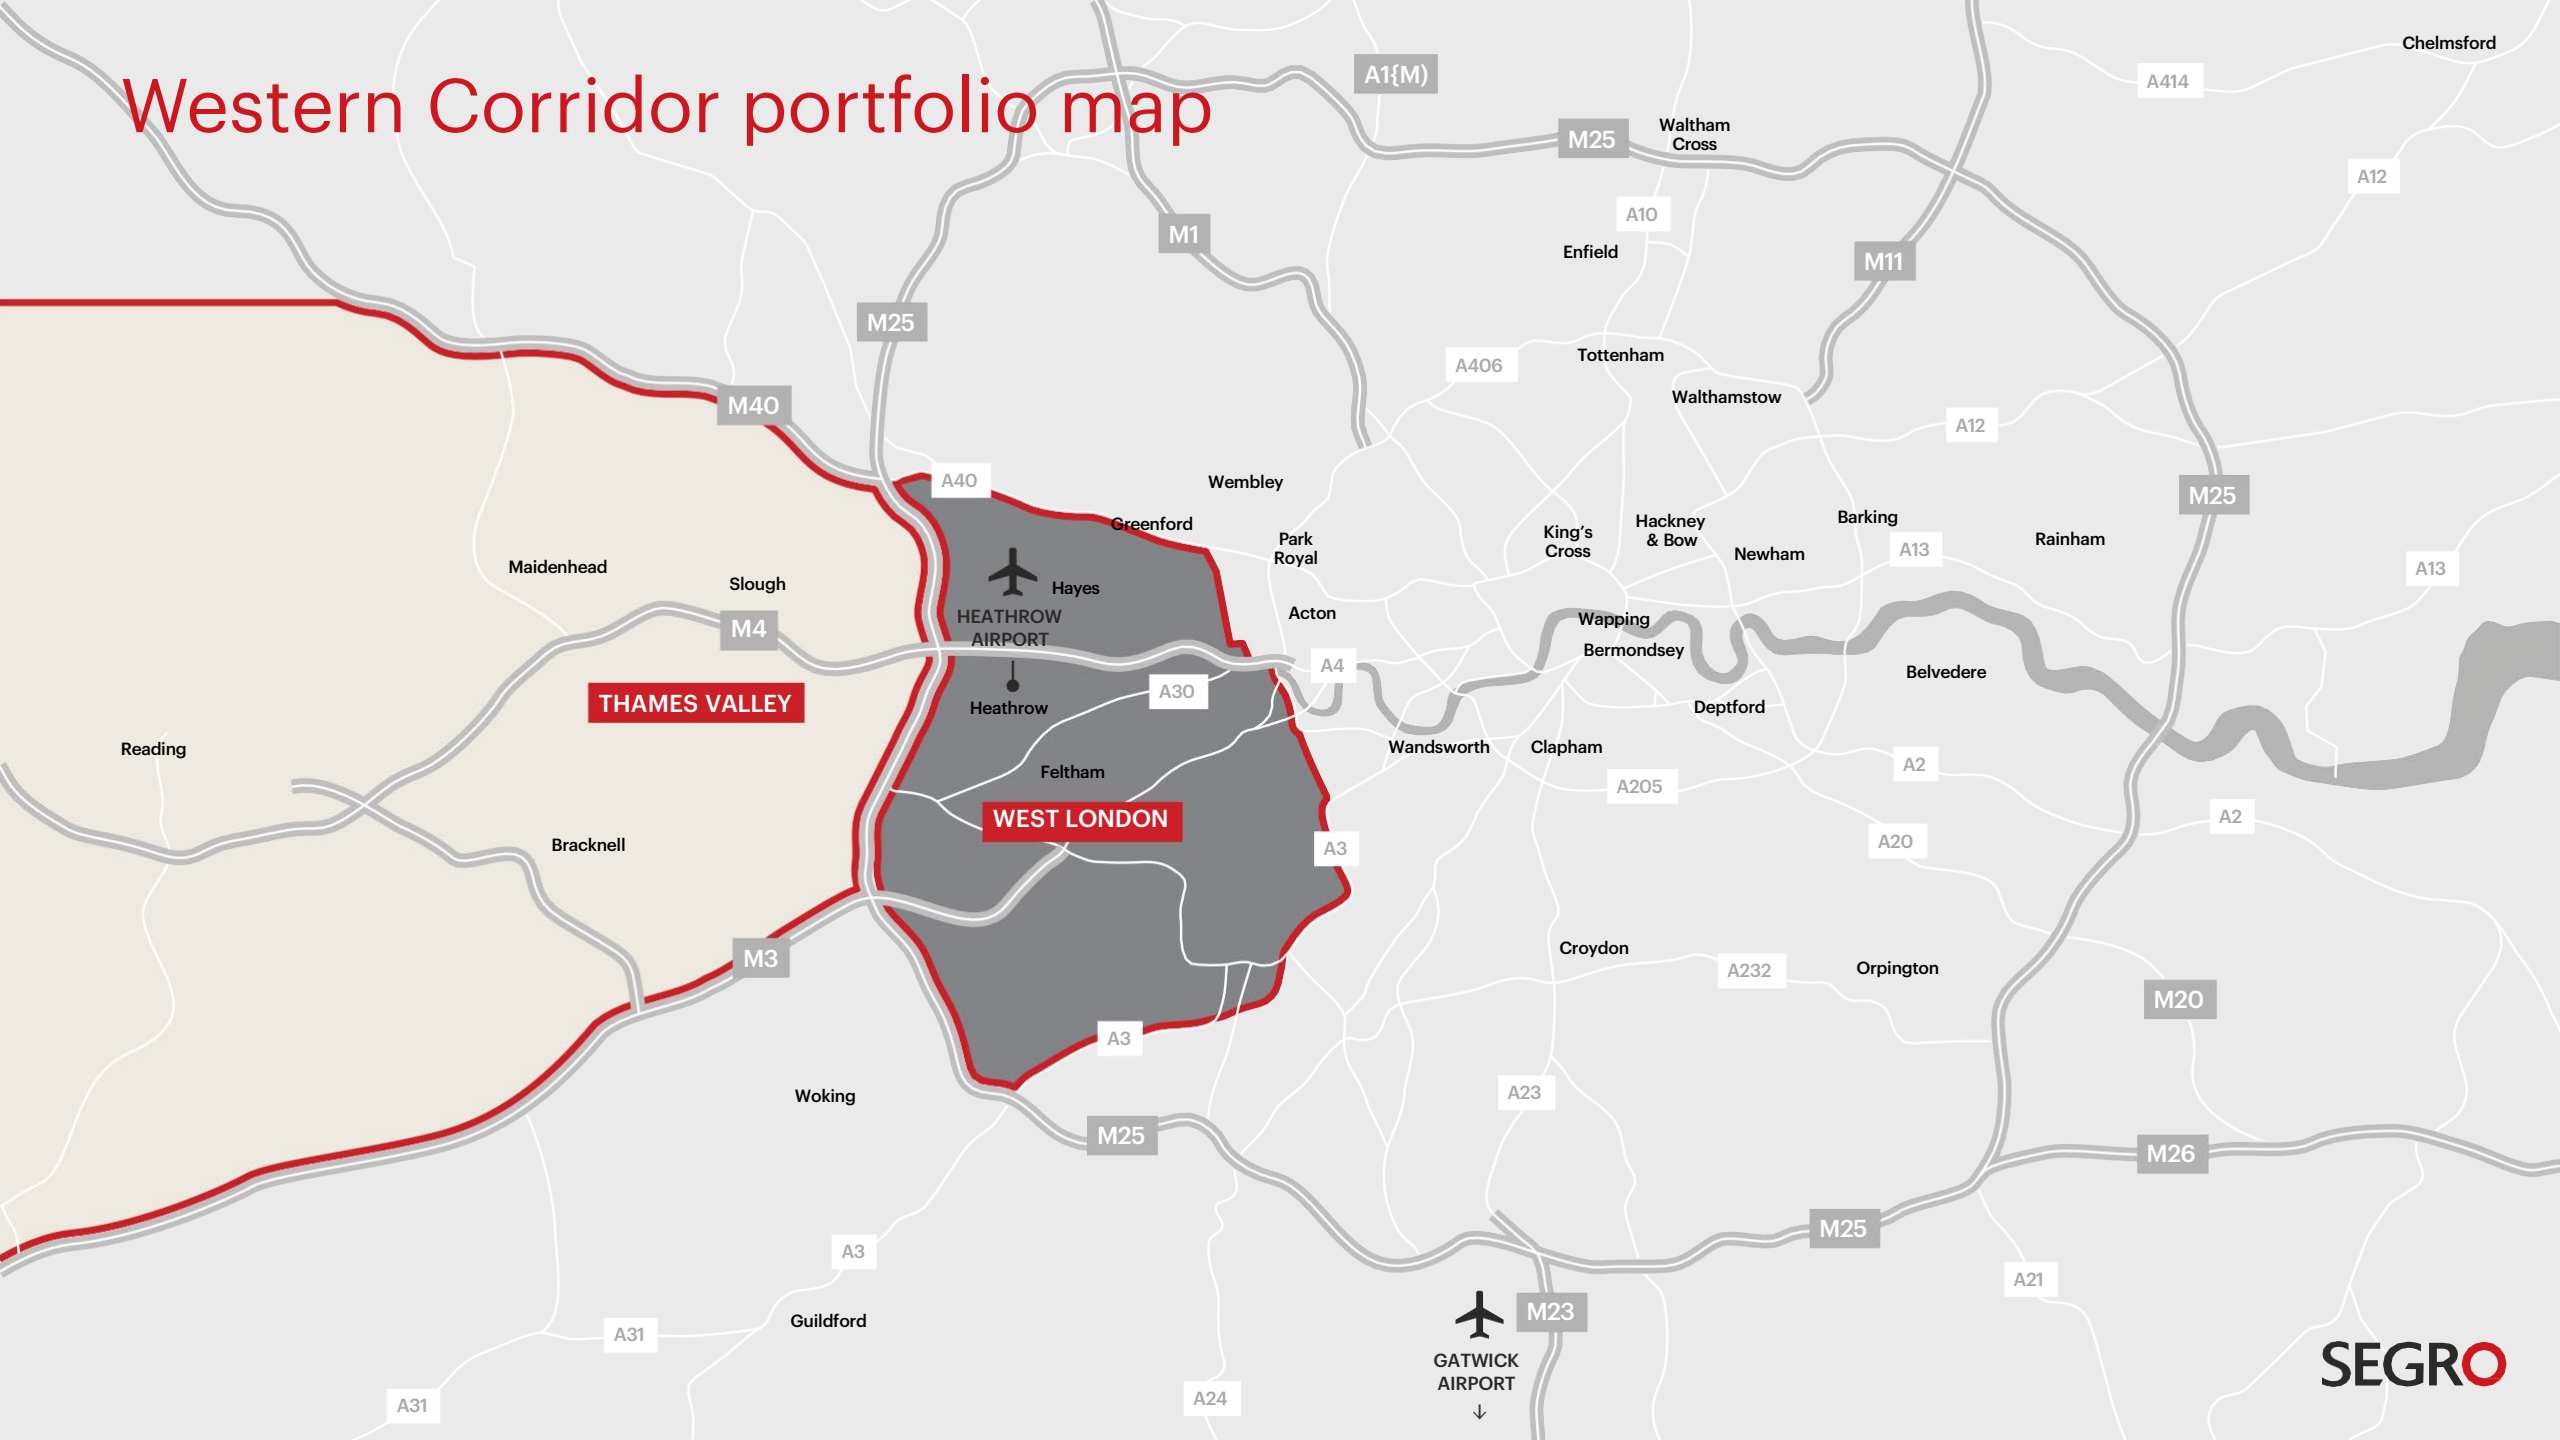 Western Corridor portfolio map
Chelmsford
A1{M)
A414
M25
Waltham
Cross
A12
A10
M1
Enfield
M11
M25
Tottenham
A406
Walthamstow
M40
A12
A40
Wembley
M25
Greenford
Park
Royal
King's
Cross
Hackney
& Bow
Barking
Newham
A13
Rainham
A13
Maidenhead
Slough
Hayes
HEATHROW
AIRPORT
Acton
Wapping
M4
Bermondsey
A4
Belvedere
THAMES VALLEY
A30
Heathrow
Deptford
Reading
Wandsworth
Clapham
Feltham
A2
A205
WEST LONDON
A2
Bracknell
A3
A20
M3
Croydon
A232
Orpington
M20
A3
Woking
A23
M25
M26
M25
A3
A21
Guildford
A31
M23
GATWICK
AIRPORT
↓
A31
A24
SEGRO